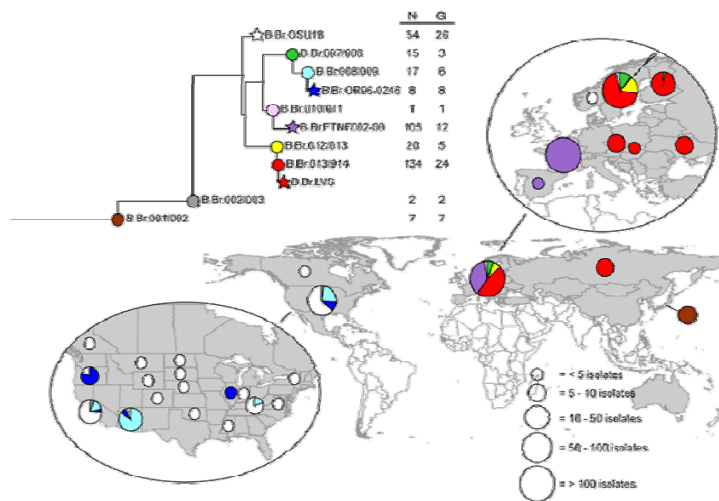 N G
B.Br.OSU18 54 26
B.Br.007/008 15 3
B.Br.008/009 17 6
B.Br.OR96-0246 8 8
B.Br.010/011 1 1
B.Br.FTNF002-00 105 12
B.Br.012/013 20 5
B.Br.013/014 134 24
B.Br.LVS
B.Br.002/003 2 2
B.Br.001/002 7 7
= < 5 isolates
= 5 - 10 isolates
= 10 - 50 isolates
= 50 - 100 isolates
= > 100 isolates